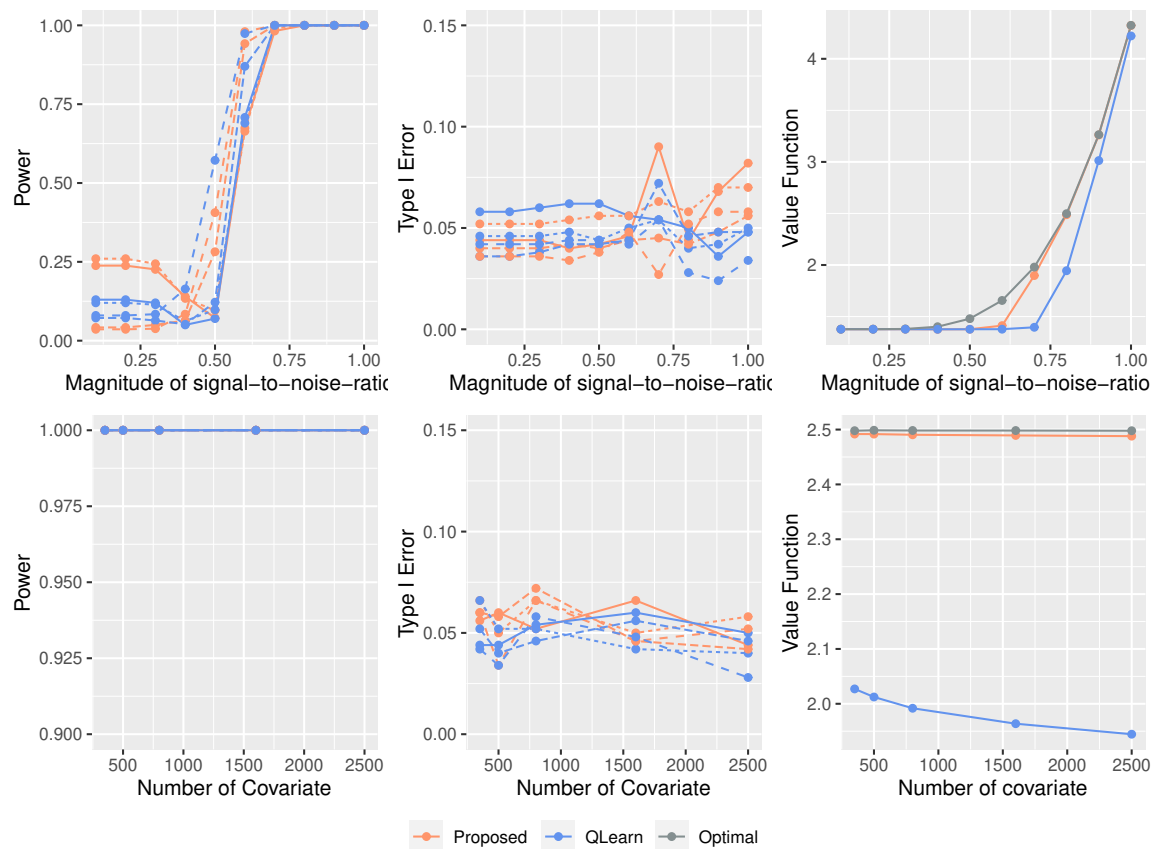 Power
1.00
0.75
0.50
0.25
0.00
0.25 0.50 0.75 1.00
Magnitude of signal−to−noise−ratio
Type I Error
0.15
0.10
0.05
0.00
0.25 0.50 0.75 1.00
Magnitude of signal−to−noise−ratio
Value Function
4
3
2
0.25 0.50 0.75 1.00
Magnitude of signal−to−noise−ratio
Power
1.000
0.975
0.950
0.925
0.900
500 1000 1500 2000 2500
Number of Covariate
Type I Error
0.15
0.10
0.05
0.00
500 1000 1500 2000 2500
Number of Covariate
Value Function
2.5
2.4
2.3
2.2
2.1
2.0
500 1000 1500 2000 2500
Number of covariate
Proposed QLearn Optimal